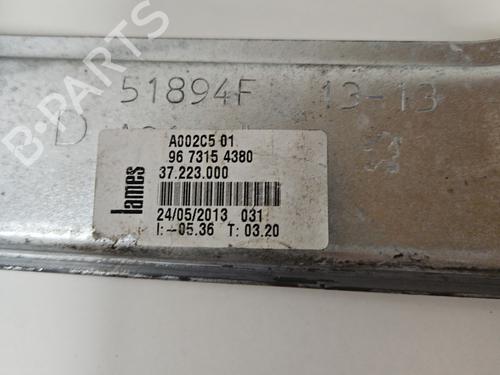 51894F 13-13
D
A002C5 01
96 7315 4380
37.223.000
lames
24/05/2013 031
I:-05.36 T: 03.20
B-PARTS